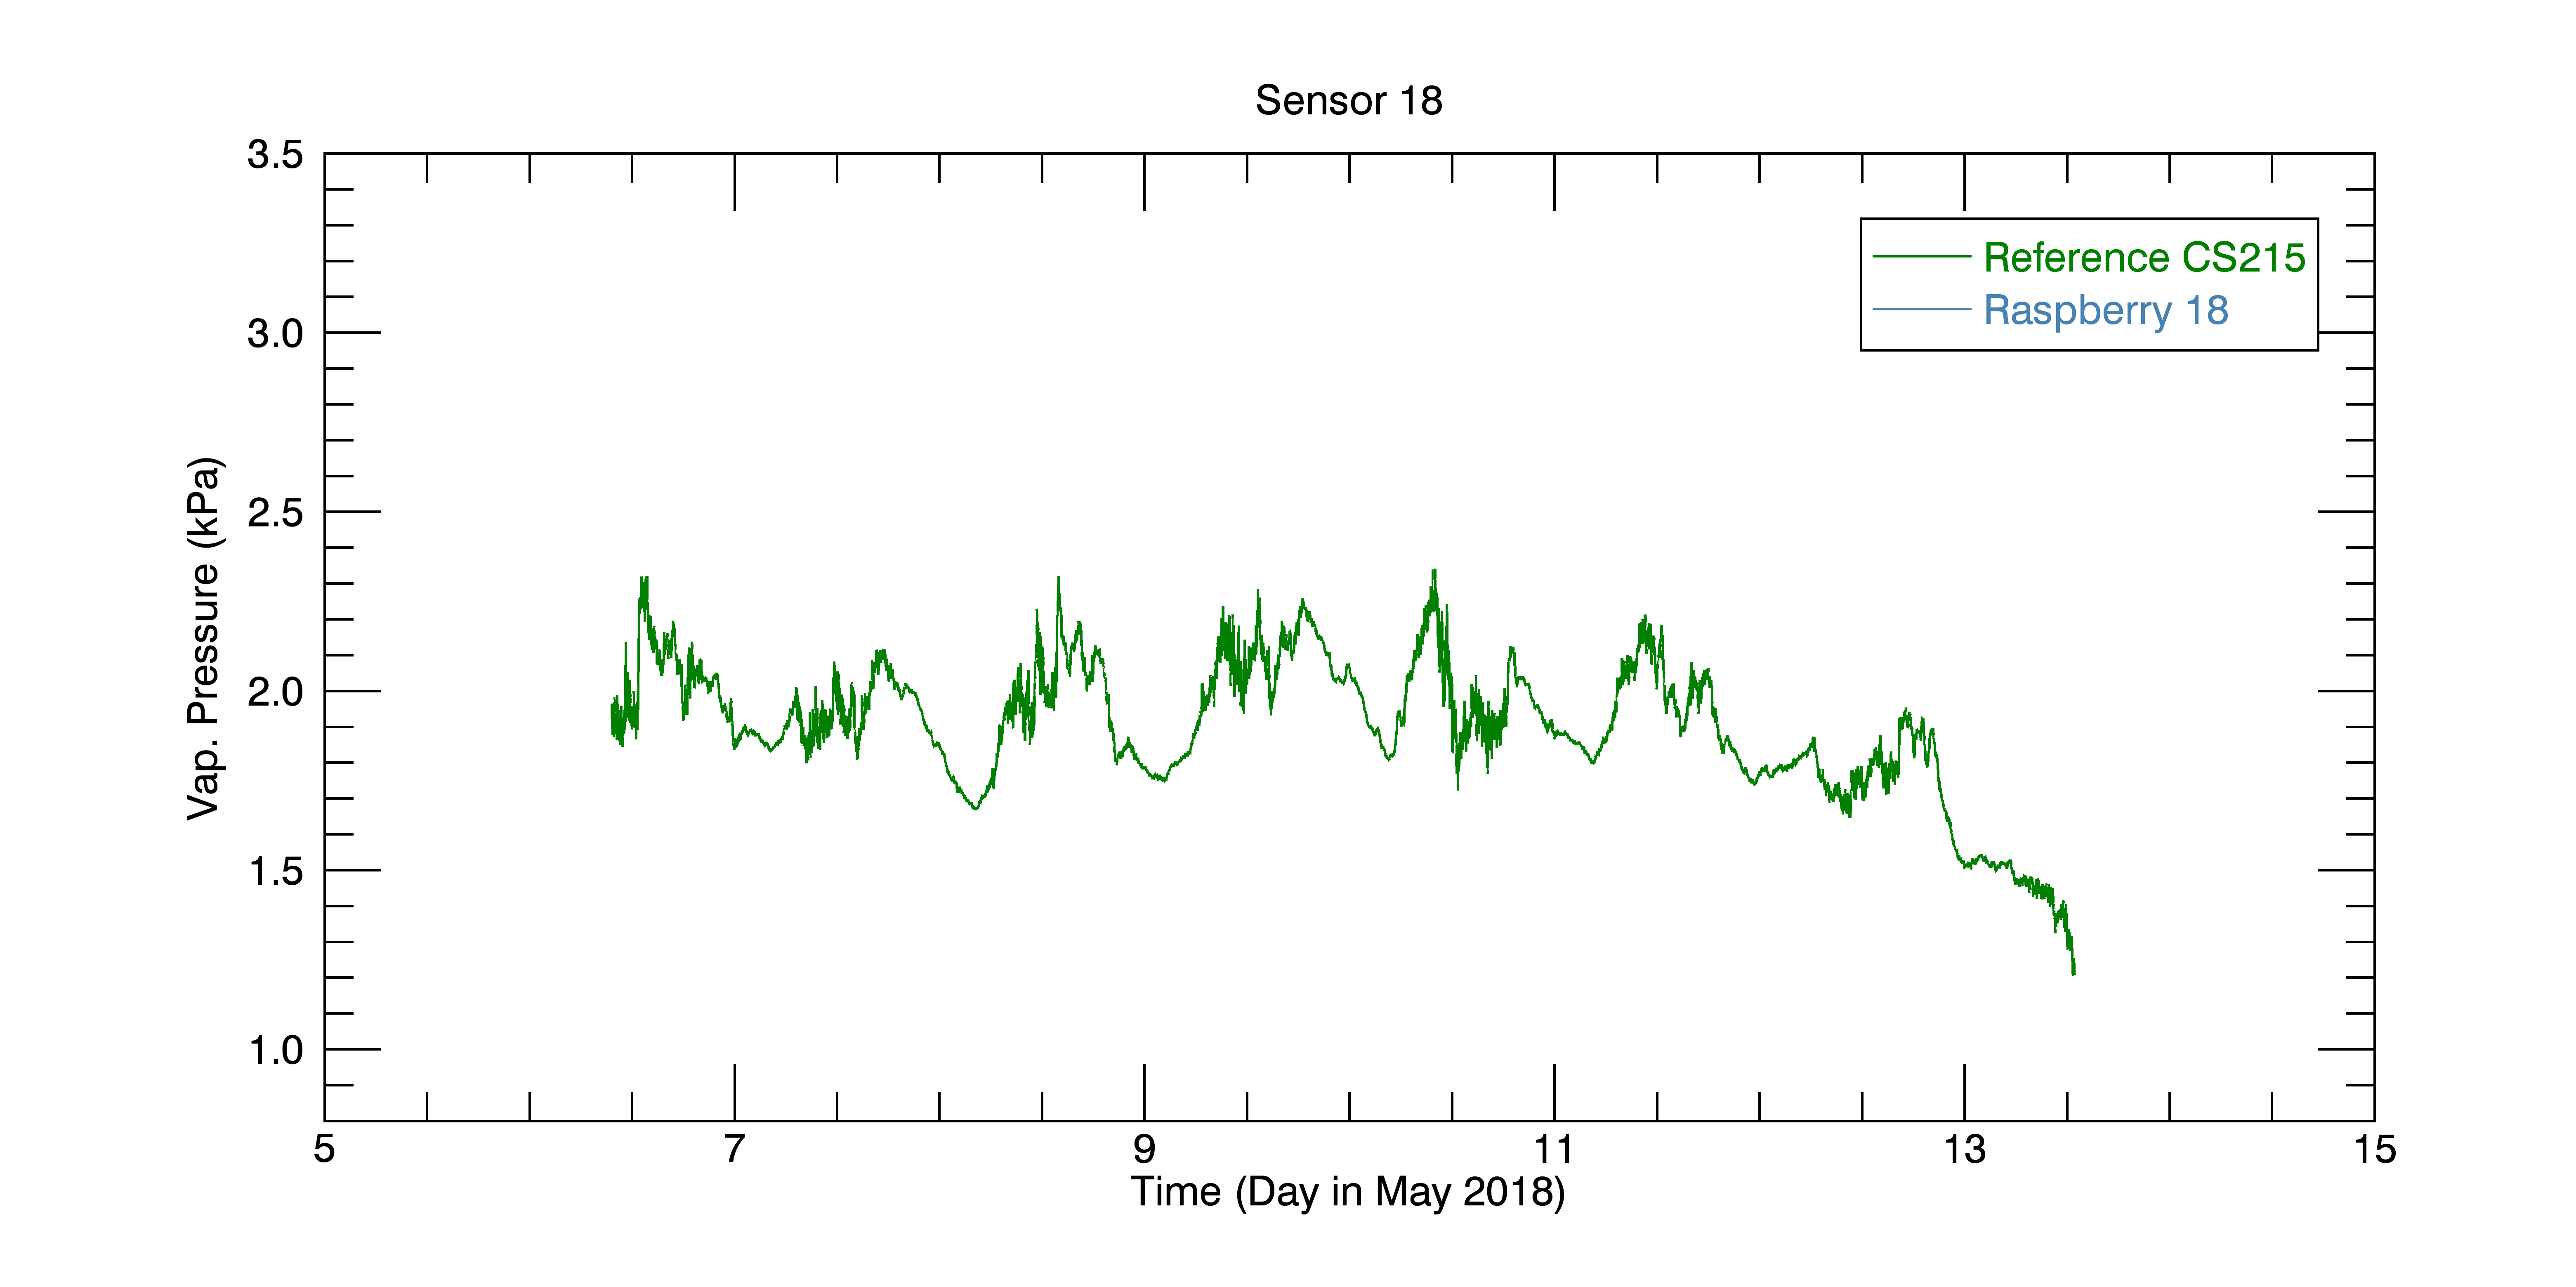 Sensor 18
3.5
3.0
2.5
2.0
1.5
1.0
Vap. Pressure (kPa)
Reference CS215
Raspberry 18
5 7 9 11 13 15
Time (Day in May 2018)